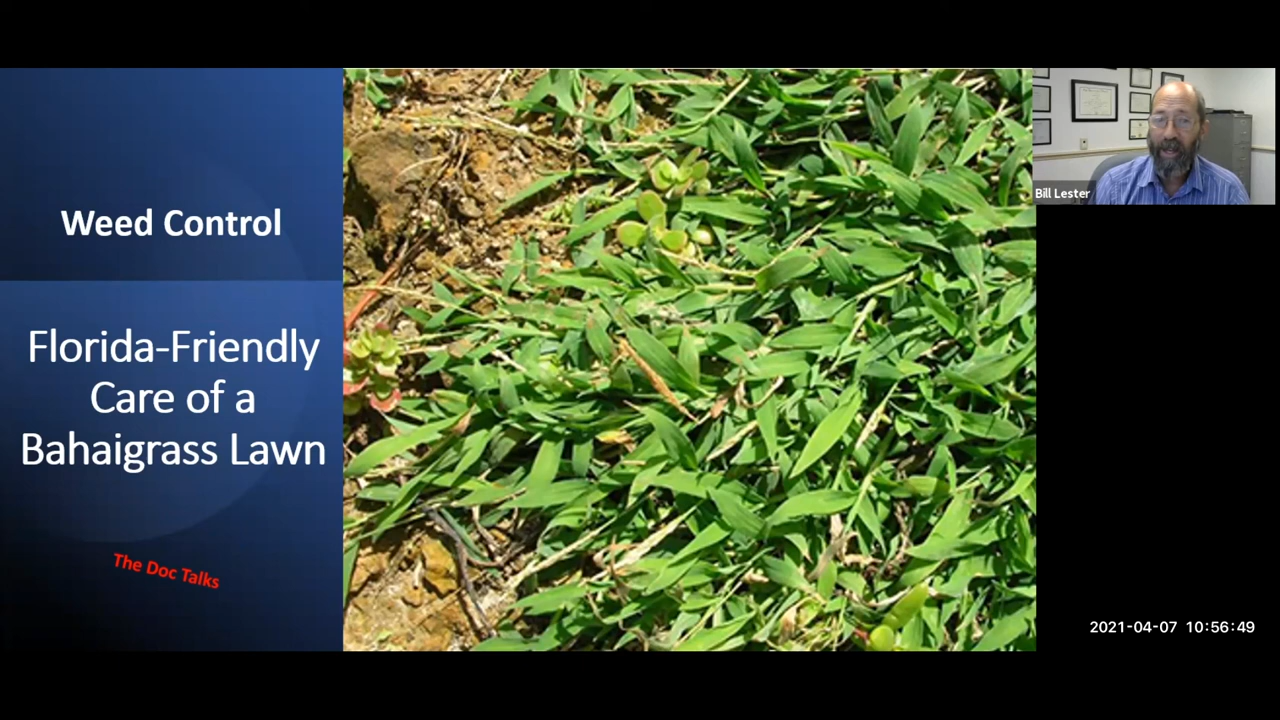 Weed Control
Florida-Friendly
Care of a
Bahaigrass Lawn
The Doc Talks
Bill Lester
2021-04-07 10:56:49